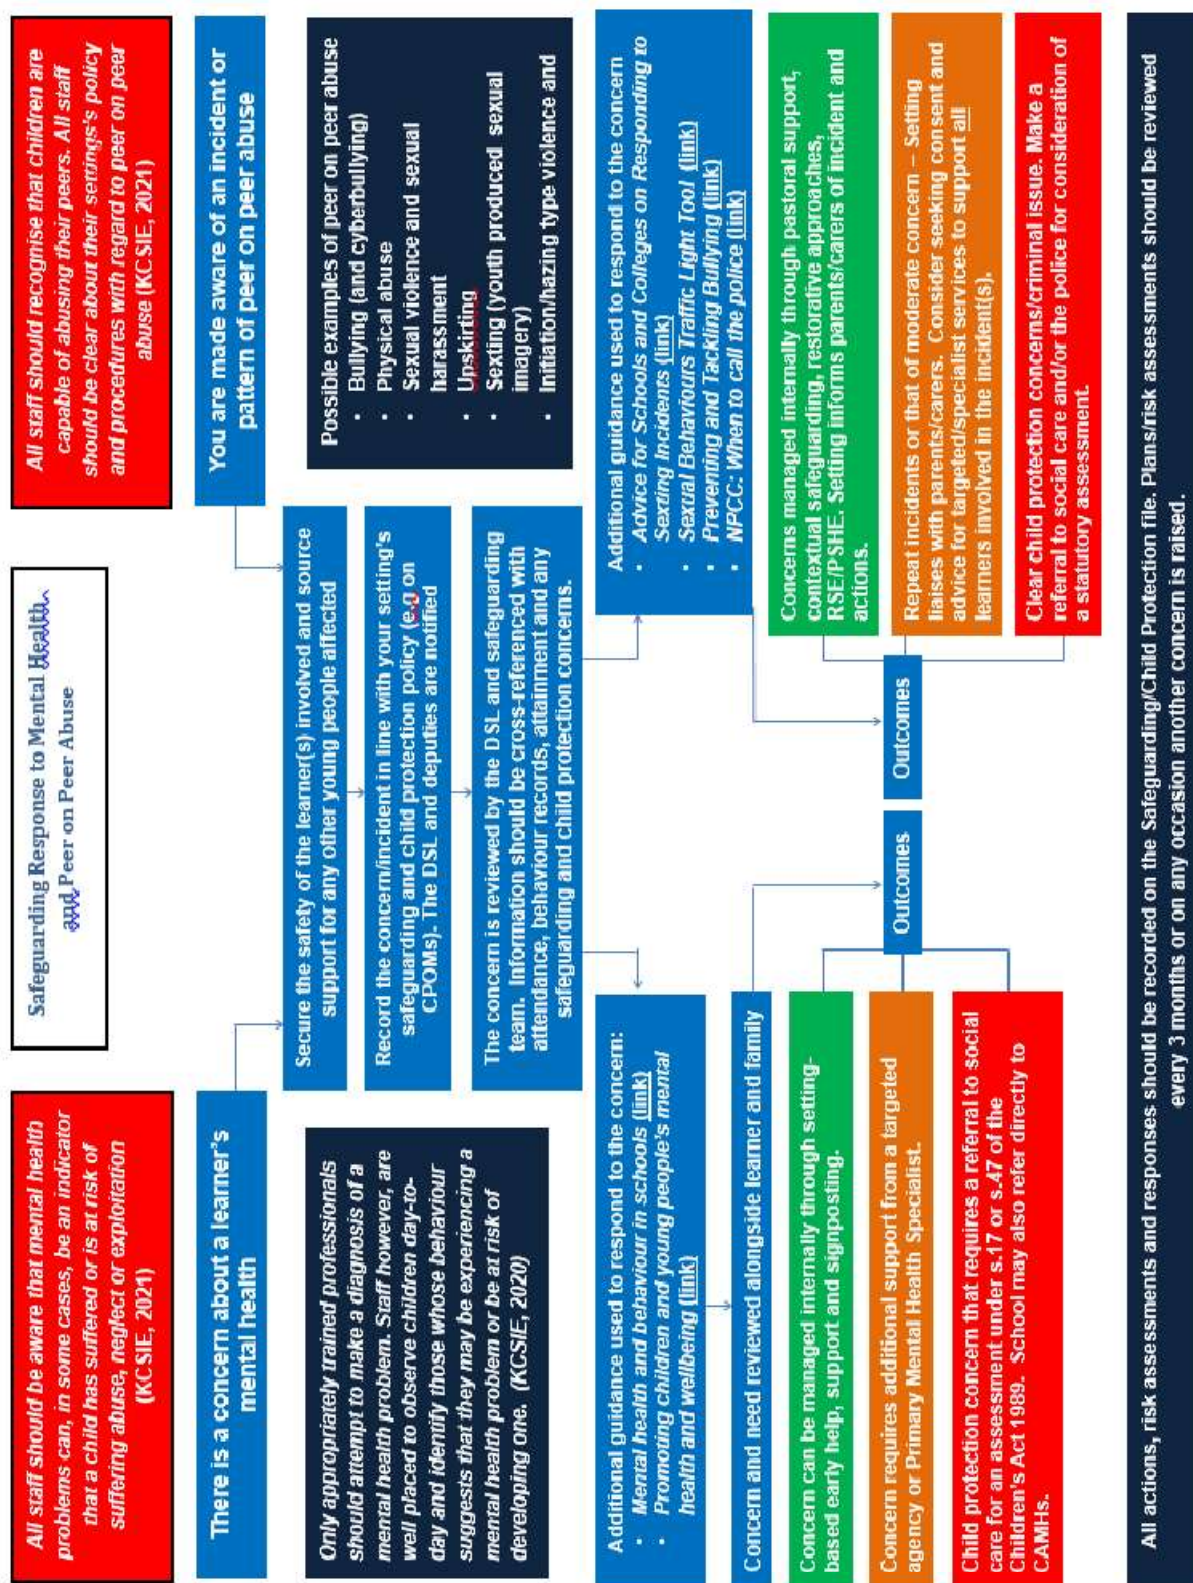 All staff should be aware that mental health
problems can, in some cases, be an indicator
that a child has suffered or is at risk of
suffering abuse, neglect or exploitation
(KCSIE, 2021)
Safeguarding Response to Mental Health
and Peer on Peer Abuse
All staff should recognise that children are
capable of abusing their peers. All staff
should be clear about their settings's policy
and procedures with regard to peer on peer
abuse (KCSIE, 2021)
There is a concern about a learner's
mental health
You are made aware of an incident or
pattern of peer on peer abuse
Secure the safety of the learner(s) involved and source
support for any other young people affected
Record the concern/incident in line with your setting's
safeguarding and child protection policy (e.g on
CPOMs). The DSL and deputies are notified
The concern is reviewed by the DSL and safeguarding
team. Information should be cross-referenced with
attendance, behaviour records, attainment and any
safeguarding and child protection concerns.
Only appropriately trained professionals
should attempt to make a diagnosis of a
mental health problem. Staff however, are
well placed to observe children day-to-
day and identify those whose behaviour
suggests that they may be experiencing a
mental health problem or be at risk of
developing one. (KCSIE, 2020)
Possible examples of peer on peer abuse
• Bullying (and cyberbullying)
• Physical abuse
• Sexual violence and sexual
harassment
• Upskirting
• Sexting (youth produced sexual
imagery)
• Initiation/hazing type violence and
Additional guidance used to respond to the concern:
• Mental health and behaviour in schools (link)
• Promoting children and young people's mental
health and wellbeing (link)
Concern and need reviewed alongside learner and family
Additional guidance used to respond to the concern
• Advice for Schools and Colleges on Responding to
Sexting Incidents (link)
• Sexual Behaviours Traffic Light Tool (link)
• Preventing and Tackling Bullying (link)
• NPCC: When to call the police (link)
Concern can be managed internally through setting-
based early help, support and signposting.
Concern requires additional support from a targeted
agency or Primary Mental Health Specialist.
Child protection concern that requires a referral to social
care for an assessment under s.17 or s.47 of the
Children's Act 1989. School may also refer directly to
CAMHs.
Outcomes
Outcomes
Concerns managed internally through pastoral support,
contextual safeguarding, restorative approaches,
RSE/PSHE. Setting informs parents/carers of incident and
actions.
Repeat incidents or that of moderate concern – Setting
liaises with parents/carers. Consider seeking consent and
advice for targeted/specialist services to support all
learners involved in the incident(s).
Clear child protection concerns/criminal issue. Make a
referral to social care and/or the police for consideration of
a statutory assessment.
All actions, risk assessments and responses should be recorded on the Safeguarding/Child Protection file. Plans/risk assessments should be reviewed
every 3 months or on any occasion another concern is raised.